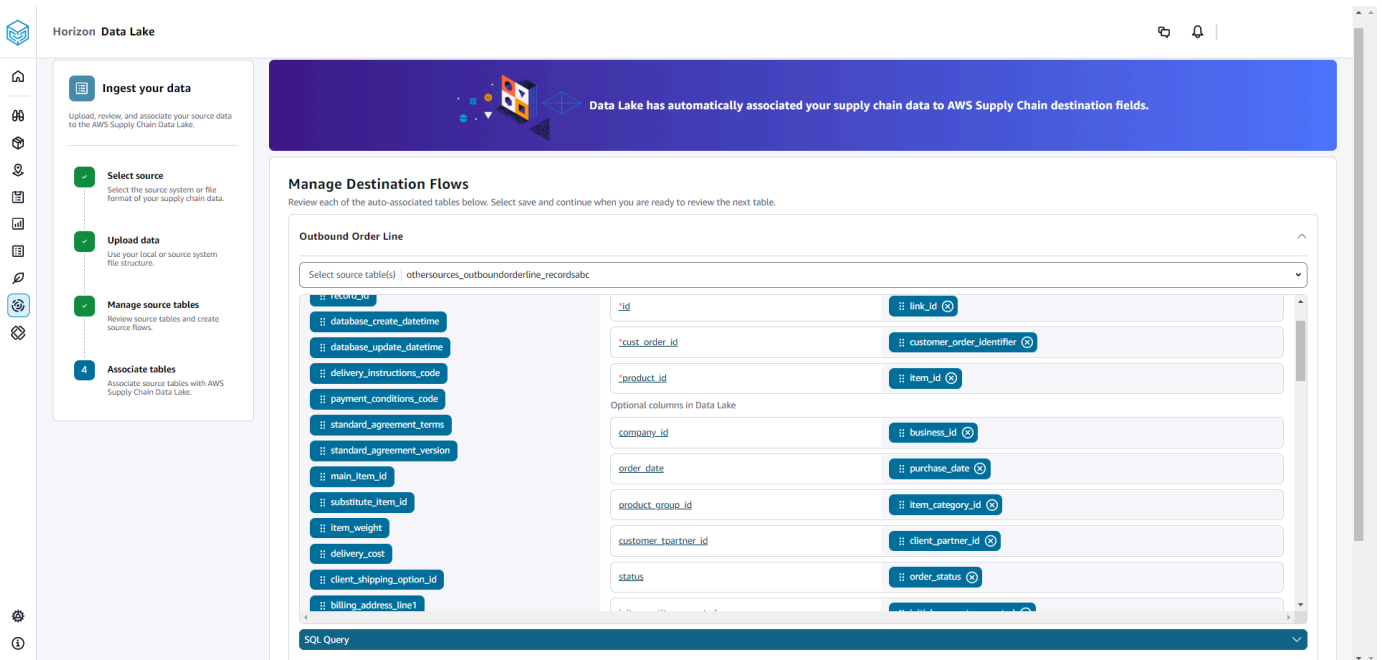 Horizon Data Lake
Ingest your data
Upload, review, and associate your source data
to the AWS Supply Chain Data Lake.
Select source
Select the source system or file
format of your supply chain data.
Upload data
Use your local or source system
file structure.
Manage source tables
Review source tables and create
source flows.
4
Associate tables
Associate source tables with AWS
Supply Chain Data Lake.
Data Lake has automatically associated your supply chain data to AWS Supply Chain destination fields.
Manage Destination Flows
Review each of the auto-associated tables below. Select save and continue when you are ready to review the next table.
Outbound Order Line
Select source table(s) othersources_outboundorderline_recordsabc
record_id
database_create_datetime
database_update_datetime
delivery_instructions_code
payment_conditions_code
standard_agreement_terms
standard_agreement_version
main_item_id
substitute_item_id
item_weight
delivery_cost
client_shipping_option_id
billing_address_line1
*id link_id
*cust_order_id customer_order_identifier
*product_id item_id
Optional columns in Data Lake
company_id business_id
order_date purchase_date
product_group_id item_category_id
customer_tpartner_id client_partner_id
status order_status
SQL Query